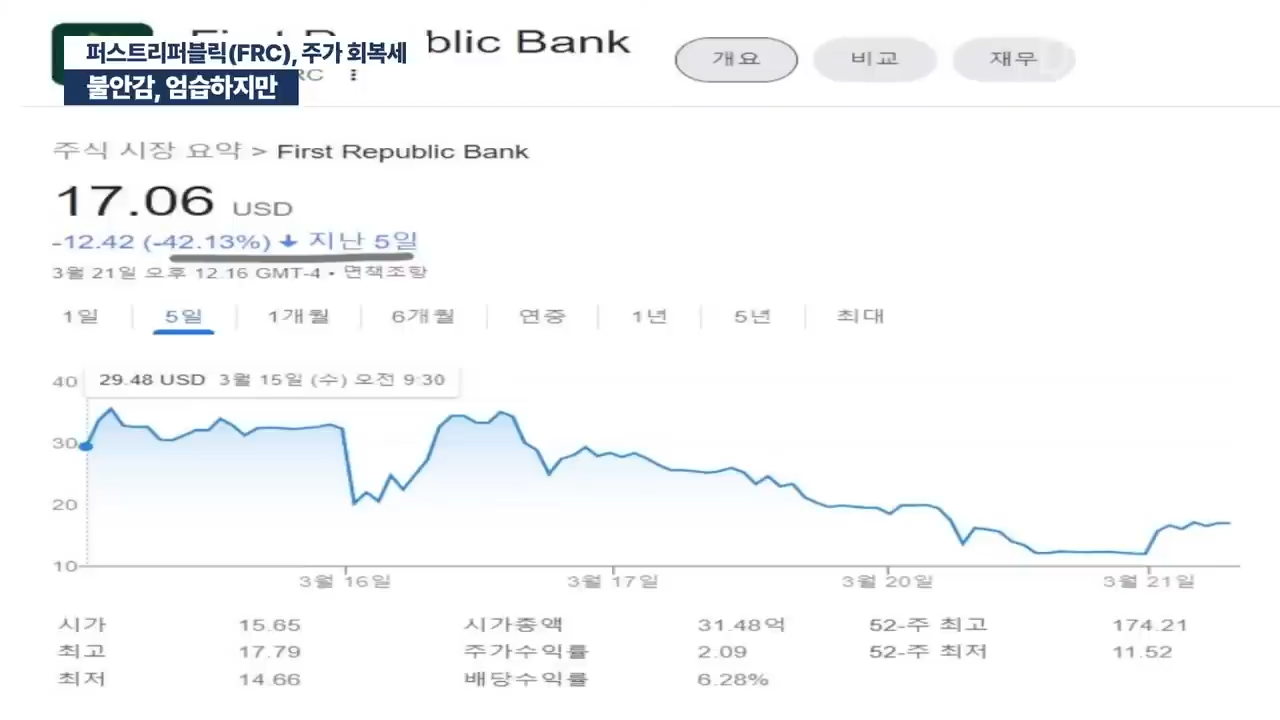 blic Bank
퍼스트리퍼블릭(FRC), 주가 회복세
RC
불안감, 엄습하지만
개요 비교 재무
주식 시장 요약 > First Republic Bank
17.06 USD
-12.42 (-42.13%) ↓ 지난 5일
3월 21일 오후 12:16 GMT-4 • 면책조항
1일 5일 1개월 6개월 연중 1년 5년 최대
29.48 USD 3월 15일 (수) 오전 9:30
40
30
20
10
3월 16일 3월 17일 3월 20일 3월 21일
시가 15.65 시가총액 31.48억 52-주 최고 174.21
최고 17.79 주가수익률 2.09 52-주 최저 11.52
최저 14.66 배당수익률 6.28%